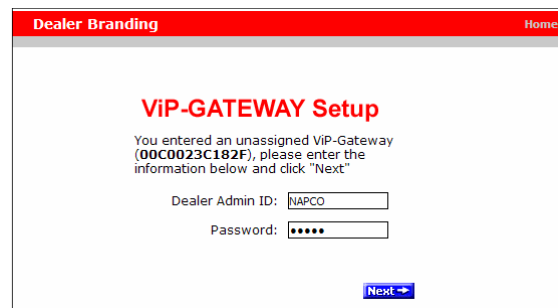 Dealer Branding Home
ViP-GATEWAY Setup
You entered an unassigned ViP-Gateway
(00C0023C182F), please enter the
information below and click "Next"
Dealer Admin ID: NAPCO
Password: •••••
Next